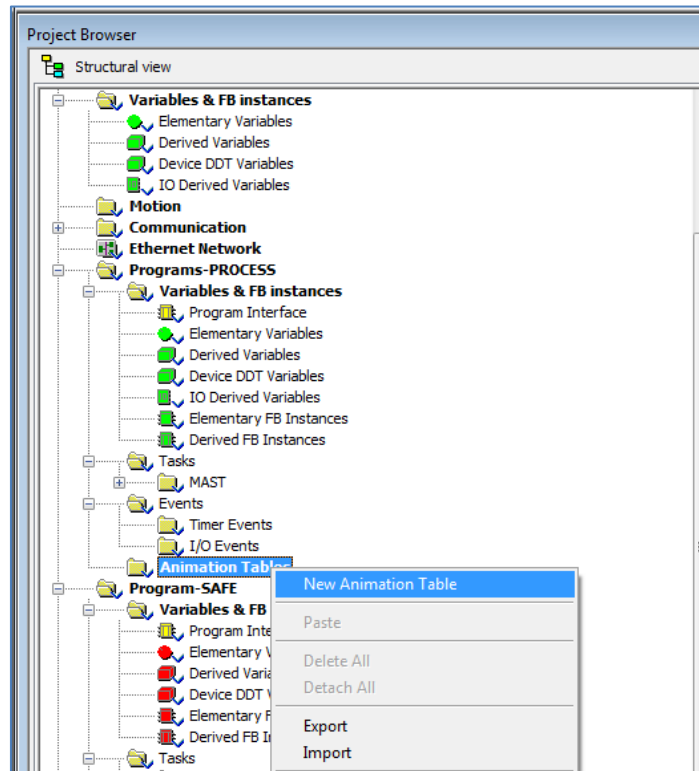 Project Browser
Structural view
Variables & FB instances
Elementary Variables
Derived Variables
Device DDT Variables
IO Derived Variables
Motion
Communication
Ethernet Network
Programs-PROCESS
Variables & FB instances
Program Interface
Elementary Variables
Derived Variables
Device DDT Variables
IO Derived Variables
Elementary FB Instances
Derived FB Instances
Tasks
MAST
Events
Timer Events
I/O Events
Animation Tables
New Animation Table
Program-SAFE
Variables & FB
Paste
Program Inte
Elementary V
Delete All
Derived Varia
Detach All
Device DDT V
Elementary F
Export
Derived FB I
Import
Tasks